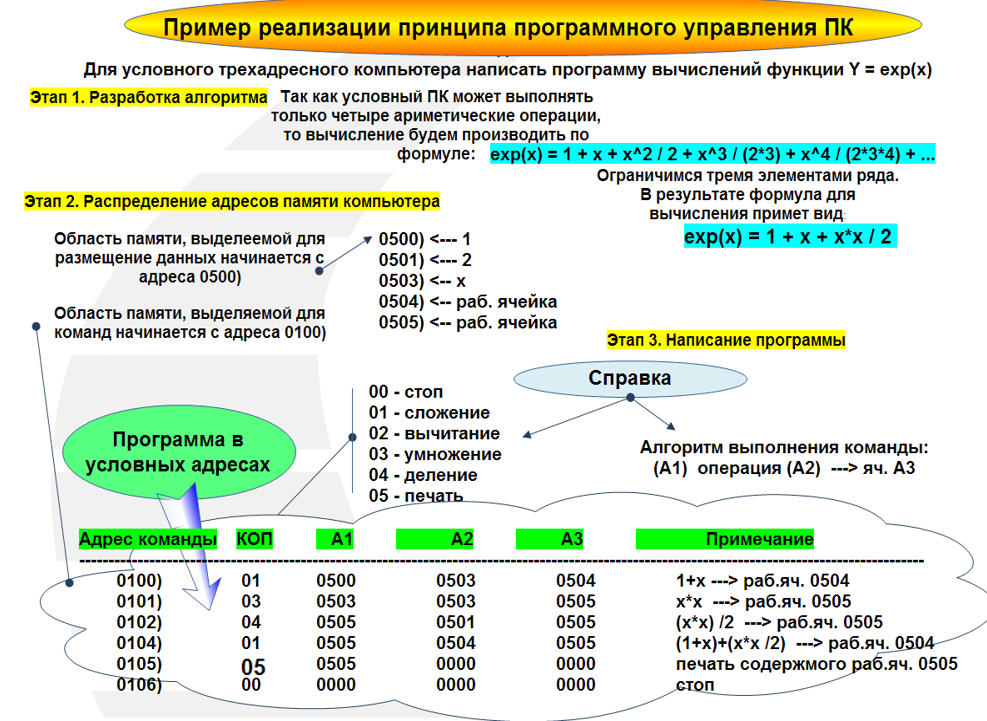 Пример реализации принципа программного управления ПК
Для условного трехадресного компьютера написать программу вычислений функции Y = exp(x)
Этап 1. Разработка алгоритма
Так как условный ПК может выполнять
только четыре ариметические операции,
то вычисление будем производить по
формуле: exp(x) = 1 + x + x^2 / 2 + x^3 / (2*3) + x^4 / (2*3*4) + ...
Ограничимся тремя элементами ряда.
В результате формула для
вычисления примет вид:
exp(x) = 1 + x + x*x / 2
Этап 2. Распределение адресов памяти компьютера
Область памяти, выделеемой для
размещение данных начинается с
адреса 0500)
0500) <--- 1
0501) <--- 2
0503) <-- x
0504) <-- раб. ячейка
0505) <-- раб. ячейка
Область памяти, выделяемой для
команд начинается с адреса 0100)
Этап 3. Написание программы
Справка
00 - стоп
01 - сложение
02 - вычитание
03 - умножение
04 - деление
05 - печать
Алгоритм выполнения команды:
(А1) операция (А2) ---> яч. А3
Программа в
условных адресах
Адрес команды КОП А1 А2 А3 Примечание
0100) 01 0500 0503 0504 1+x ---> раб.яч. 0504
0101) 03 0503 0503 0505 x*x ---> раб.яч. 0505
0102) 04 0505 0501 0505 (x*x) /2 ---> раб.яч. 0505
0104) 01 0505 0504 0505 (1+x)+(x*x /2) ---> раб.яч. 0504
0105) 05 0505 0000 0000 печать содержмого раб.яч. 0505
0106) 00 0000 0000 0000 стоп